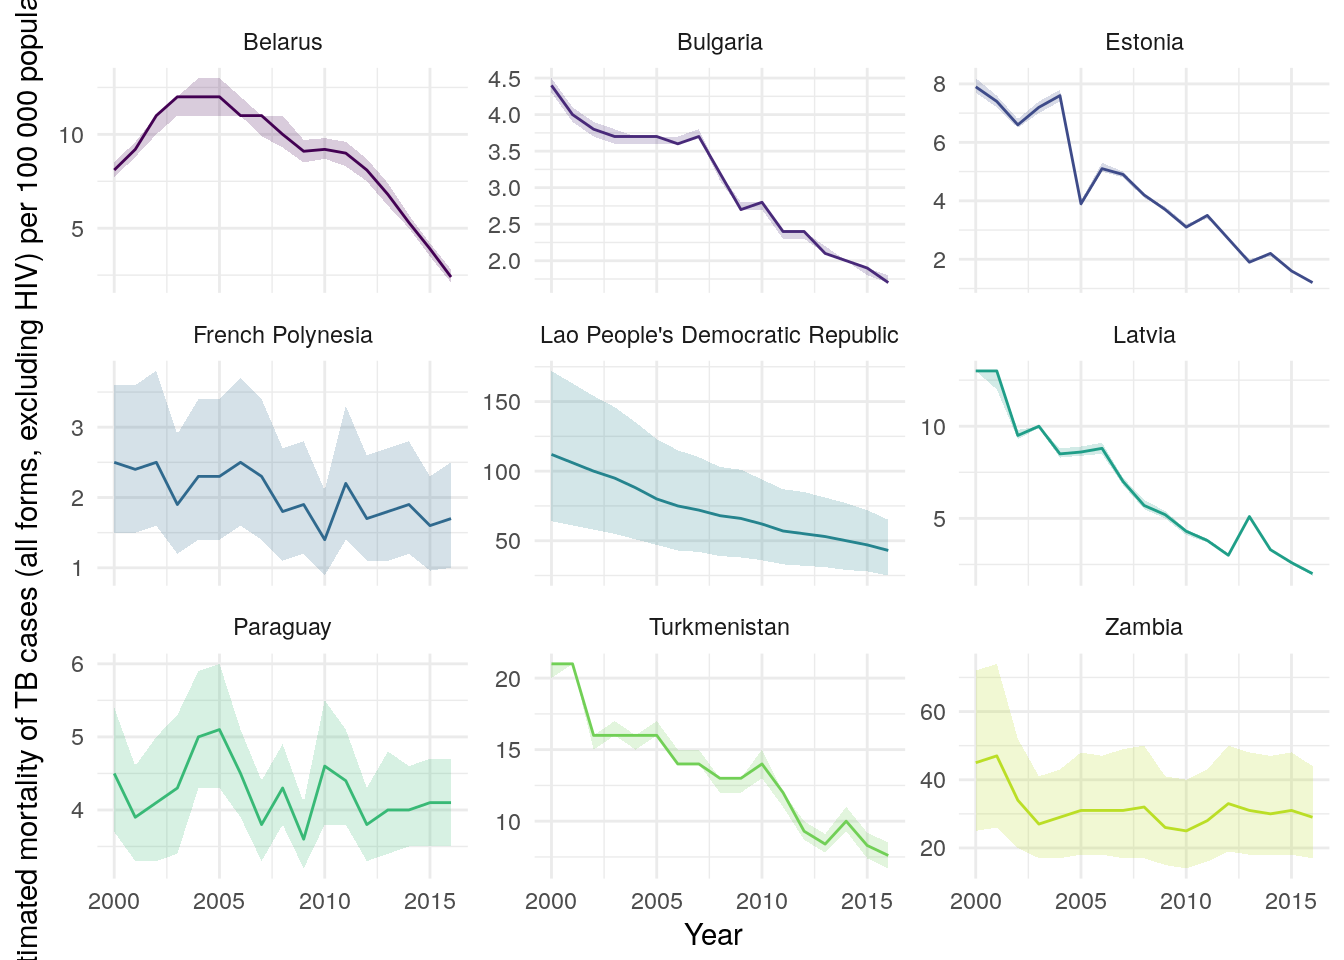 Belarus
Bulgaria
Estonia
10
5
4.5
4.0
3.5
3.0
2.5
2.0
8
6
4
2
French Polynesia
Lao People's Democratic Republic
Latvia
3
2
1
150
100
50
10
5
Paraguay
Turkmenistan
Zambia
6
5
4
20
15
10
60
40
20
2000 2005 2010 2015
2000 2005 2010 2015
2000 2005 2010 2015
Year
mortality of TB cases (all forms, excluding HIV) per 100 000